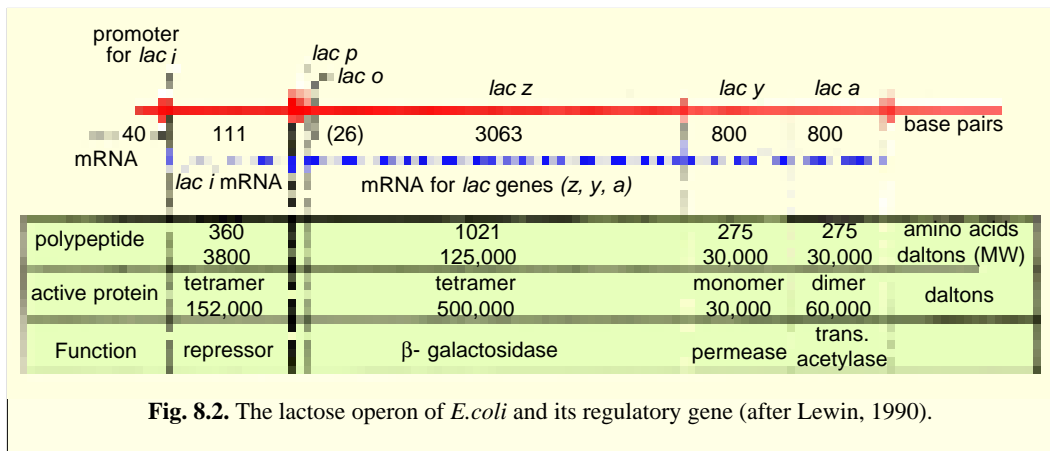 promoter
for lac i
lac p
lac o
lac z
lac y
lac a
40
111
(26)
3063
800
800
base pairs
mRNA
lac i mRNA
mRNA for lac genes (z, y, a)
polypeptide
360
1021
275
275
amino acids
3800
125,000
30,000
30,000
daltons (MW)
active protein
tetramer
tetramer
monomer
dimer
daltons
152,000
500,000
30,000
60,000
Function
repressor
β- galactosidase
permease
trans.
acetylase
Fig. 8.2. The lactose operon of E.coli and its regulatory gene (after Lewin, 1990).